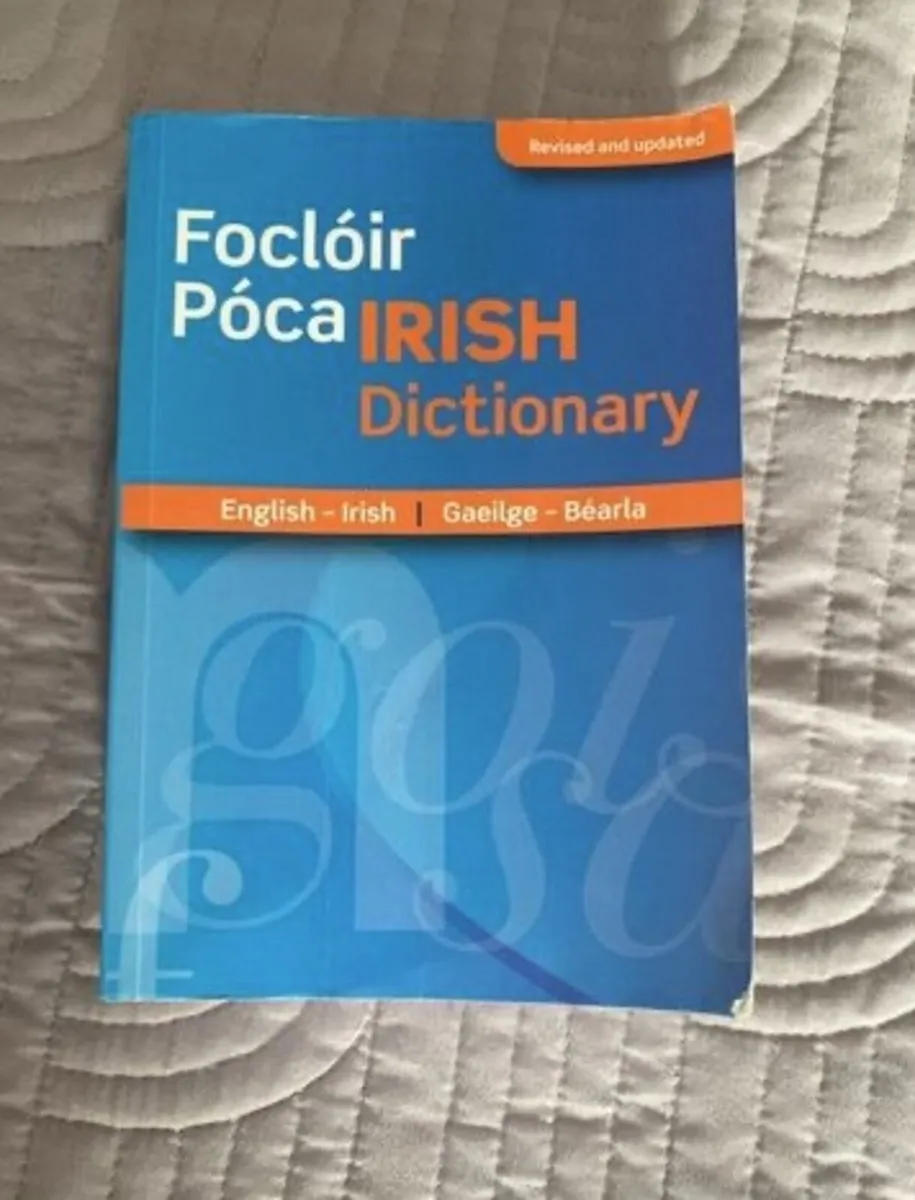 Revised and updated
Foclóir
Póca IRISH
Dictionary
English - Irish | Gaeilge - Béarla